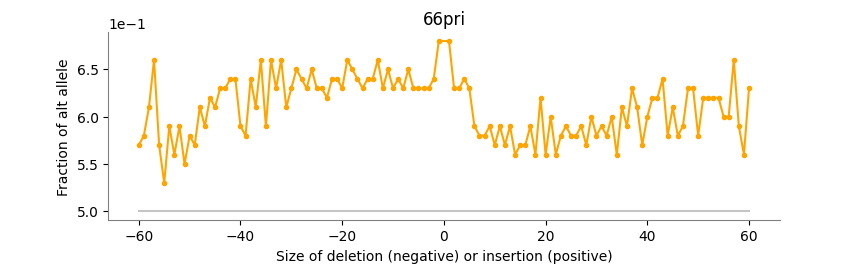 66pri
1e−1
6.5
6.0
5.5
5.0
Fraction of alt allele
−60 −40 −20 0 20 40 60
Size of deletion (negative) or insertion (positive)